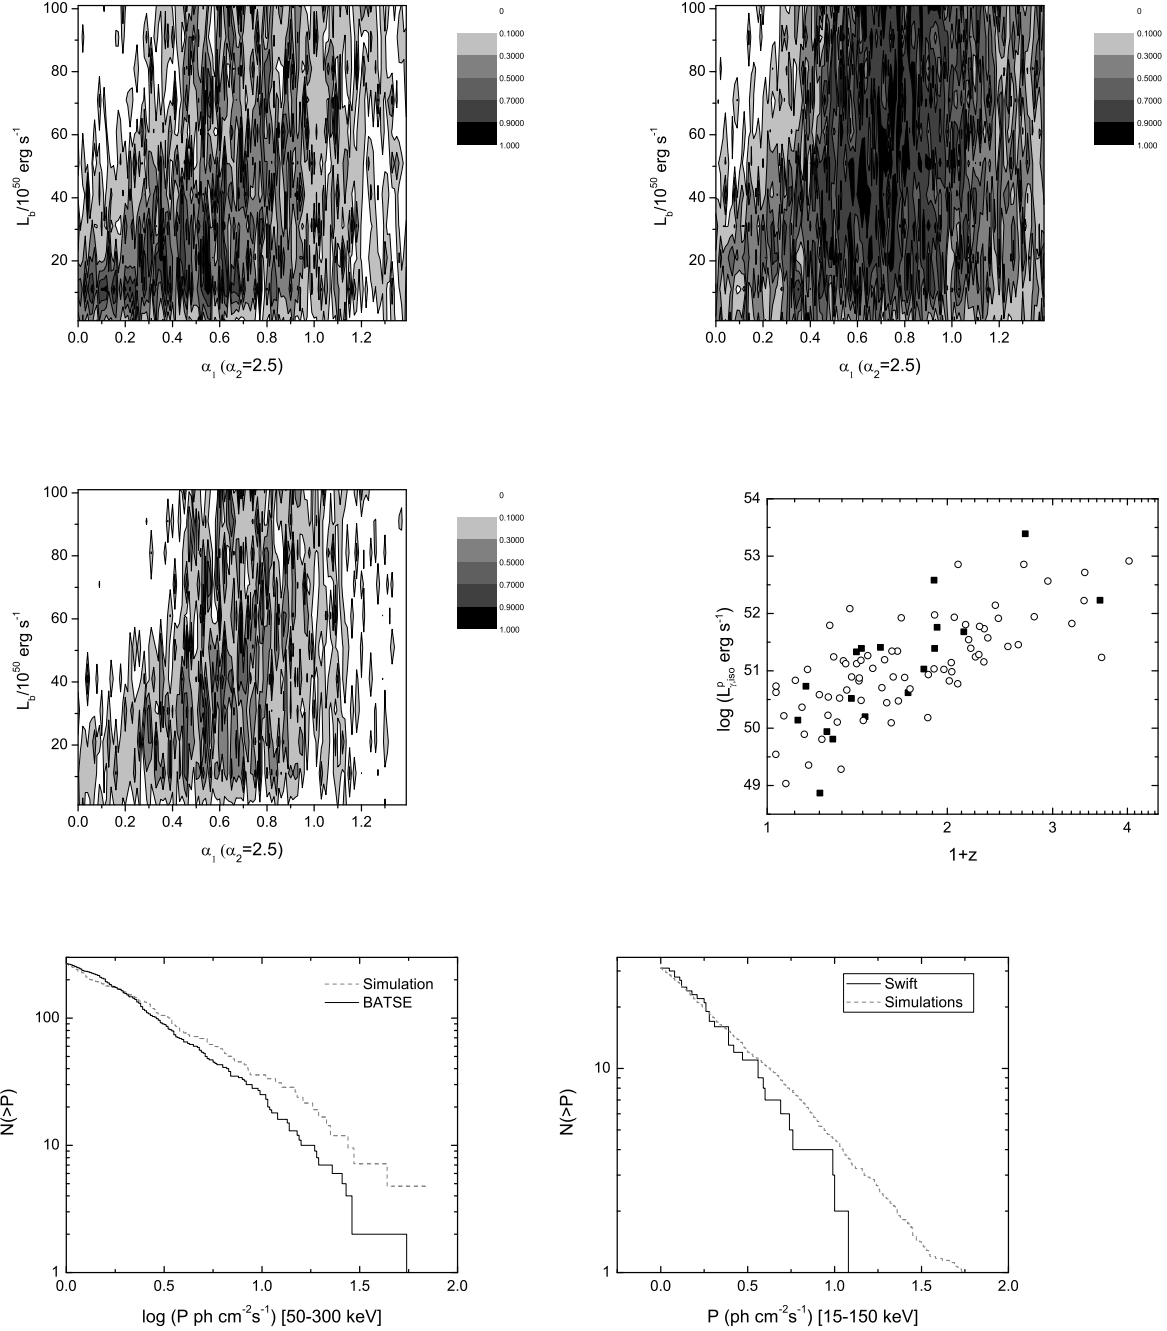 100
80
60
40
20
0.0 0.2 0.4 0.6 0.8 1.0 1.2
L_b/10^50 erg s^-1
α_1 (α_2=2.5)
0
0.1000
0.3000
0.5000
0.7000
0.9000
1.000
100
80
60
40
20
0.0 0.2 0.4 0.6 0.8 1.0 1.2
L_b/10^50 erg s^-1
α_1 (α_2=2.5)
0
0.1000
0.3000
0.5000
0.7000
0.9000
1.000
100
80
60
40
20
0.0 0.2 0.4 0.6 0.8 1.0 1.2
L_b/10^50 erg s^-1
α_1 (α_2=2.5)
0
0.1000
0.3000
0.5000
0.7000
0.9000
1.000
54
53
52
51
50
49
1 2 3 4
log (L^p_γ,iso erg s^-1)
1+z
100
10
1
0.0 0.5 1.0 1.5 2.0
N(>P)
Simulation
BATSE
log (P ph cm^-2s^-1) [50-300 keV]
10
1
0.0 0.5 1.0 1.5 2.0
N(>P)
Swift
Simulations
P (ph cm^-2s^-1) [15-150 keV]